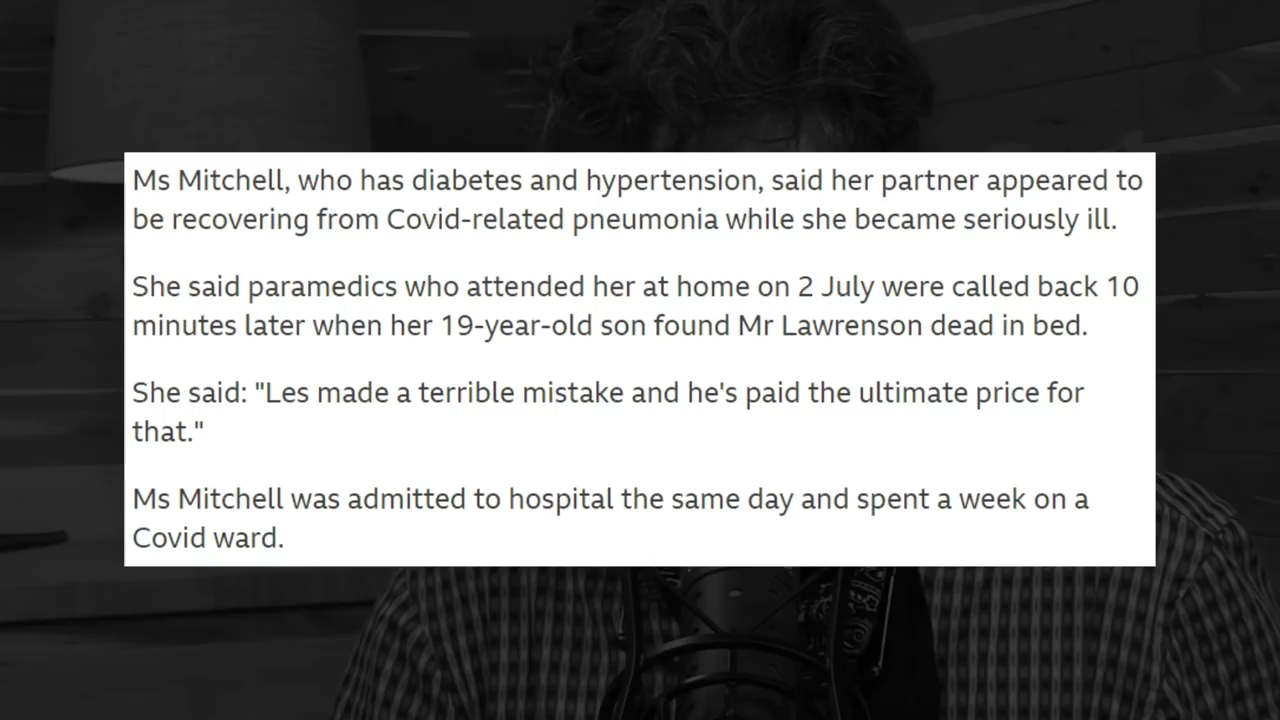 Ms Mitchell, who has diabetes and hypertension, said her partner appeared to
be recovering from Covid-related pneumonia while she became seriously ill.
She said paramedics who attended her at home on 2 July were called back 10
minutes later when her 19-year-old son found Mr Lawrenson dead in bed.
She said: "Les made a terrible mistake and he's paid the ultimate price for
that."
Ms Mitchell was admitted to hospital the same day and spent a week on a
Covid ward.